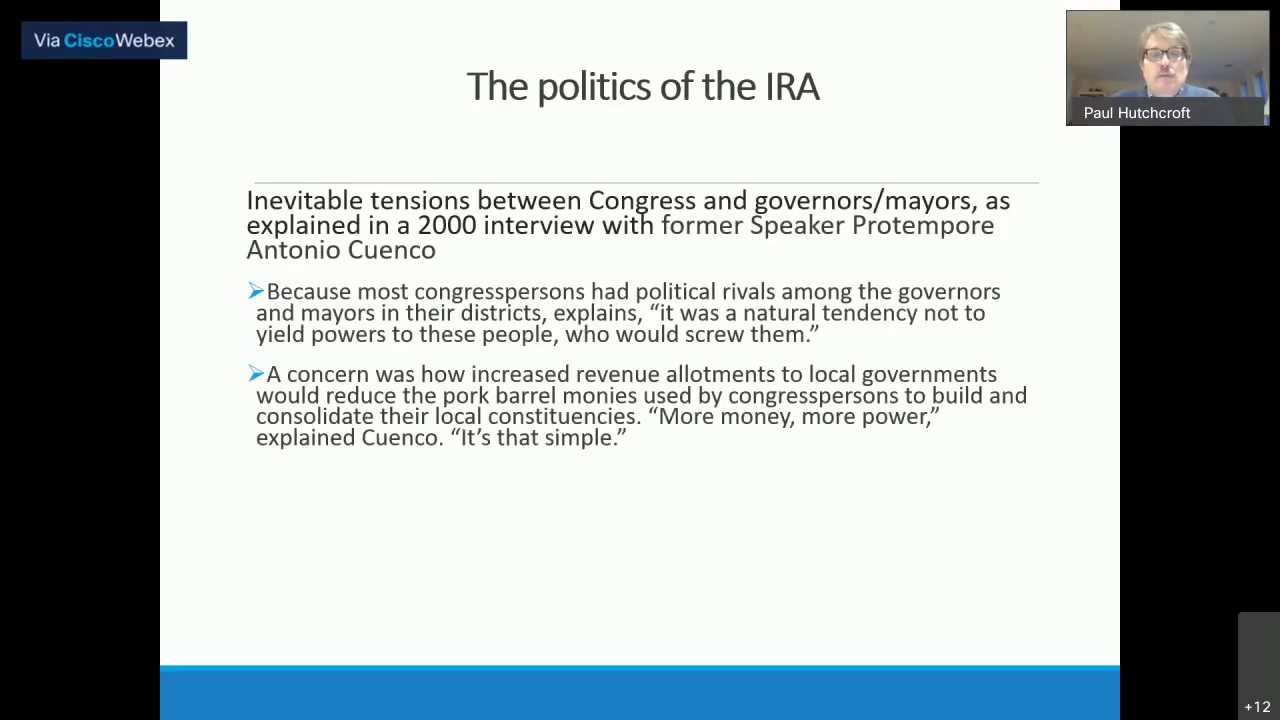 Via CiscoWebex
The politics of the IRA
Paul Hutchcroft
Inevitable tensions between Congress and governors/mayors, as
explained in a 2000 interview with former Speaker Protempore
Antonio Cuenco
➢Because most congresspersons had political rivals among the governors
and mayors in their districts, explains, “it was a natural tendency not to
yield powers to these people, who would screw them.”
➢A concern was how increased revenue allotments to local governments
would reduce the pork barrel monies used by congresspersons to build and
consolidate their local constituencies. “More money, more power,”
explained Cuenco. “It’s that simple.”
+12